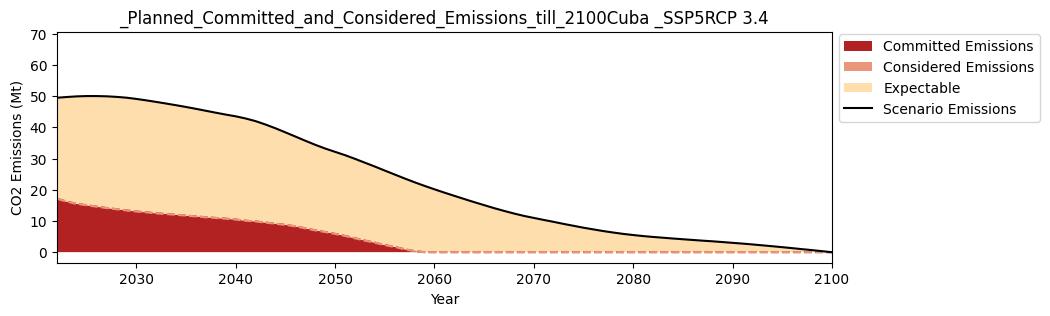 _Planned_Committed_and_Considered_Emissions_till_2100Cuba _SSP5RCP 3.4
70
60
50
40
30
20
10
0
CO2 Emissions (Mt)
2030 2040 2050 2060 2070 2080 2090 2100
Year
Committed Emissions
Considered Emissions
Expectable
Scenario Emissions